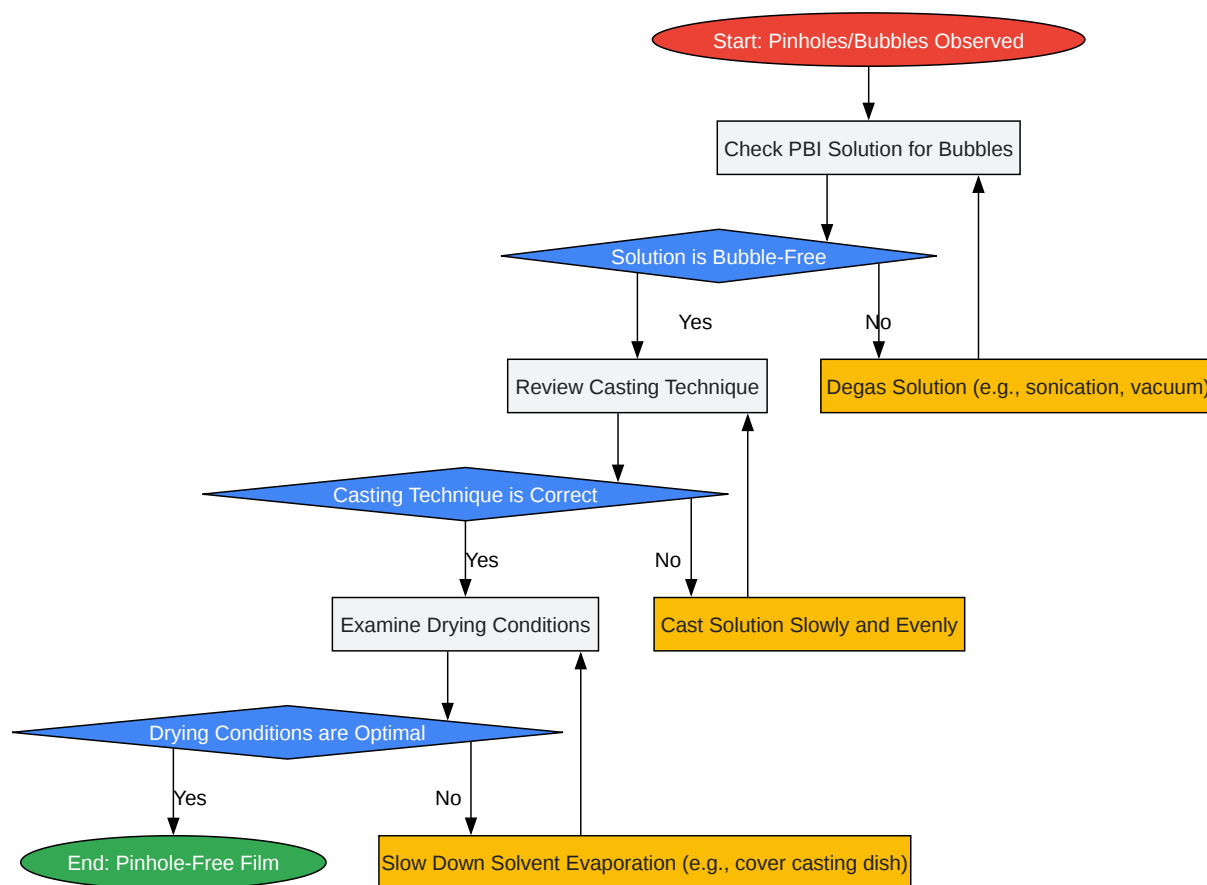 Start: Pinholes/Bubbles Observed
Check PBI Solution for Bubbles
Solution is Bubble-Free
Yes
No
Review Casting Technique
Degas Solution (e.g., sonication, vacuum)
Casting Technique is Correct
Yes
No
Examine Drying Conditions
Cast Solution Slowly and Evenly
Drying Conditions are Optimal
Yes
No
End: Pinhole-Free Film
Slow Down Solvent Evaporation (e.g., cover casting dish)